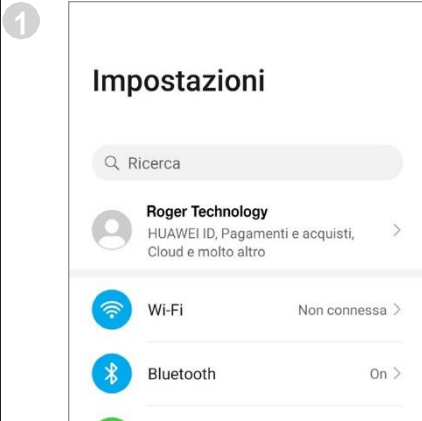 1
Impostazioni
Ricerca
Roger Technology
HUAWEI ID, Pagamenti e acquisti,
Cloud e molto altro
Wi-Fi Non connessa
Bluetooth On